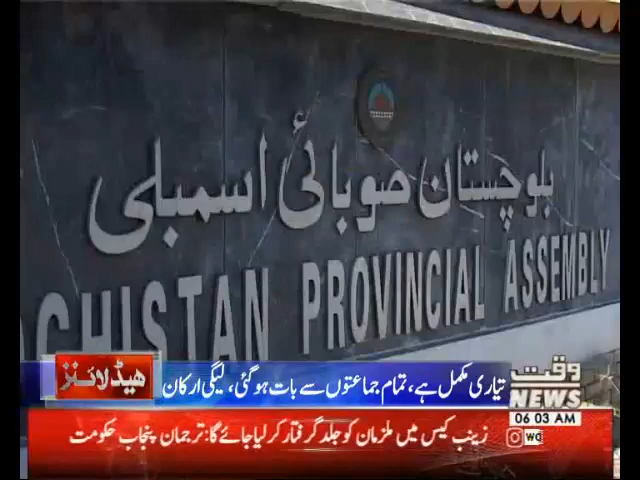 بلوچستان صوبائی اسمبلی
OCHISTAN PROVINCIAL ASSEMBLY
ہیڈلائنز
تیاری مکمل ہے، تمام جماعتوں سے بات ہوگئی، لیگی ارکان
وقت
NEWS
06 03 AM
زینب کیس میں ملزمان کو جلد گرفتار کرلیا جائے گا: ترجمان پنجاب حکومت